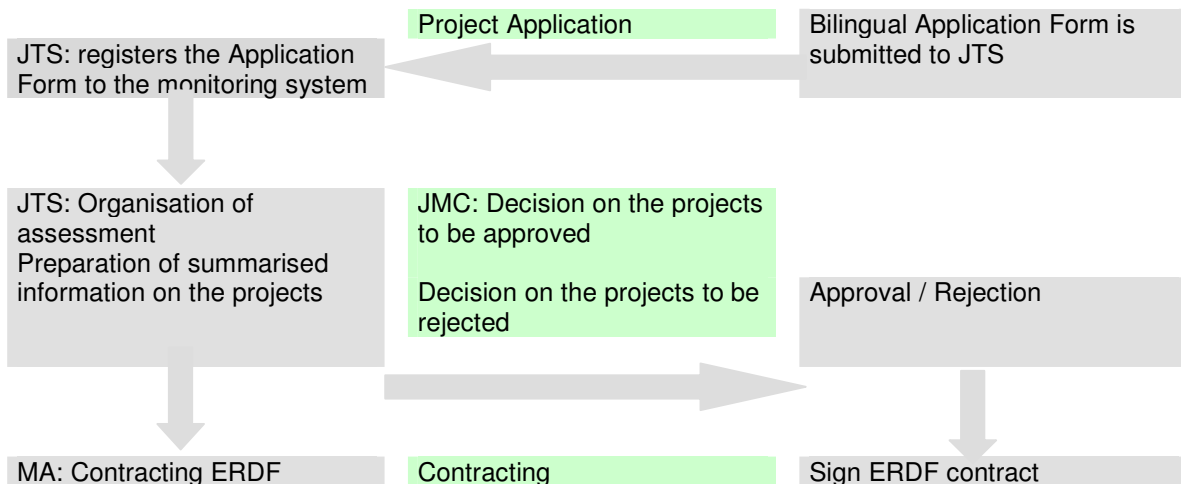 Project Application
Bilingual Application Form is
submitted to JTS
JTS: registers the Application
Form to the monitoring system
JTS: Organisation of
assessment
Preparation of summarised
information on the projects
JMC: Decision on the projects
to be approved
Decision on the projects to be
rejected
Approval / Rejection
MA: Contracting ERDF
Contracting
Sign ERDF contract